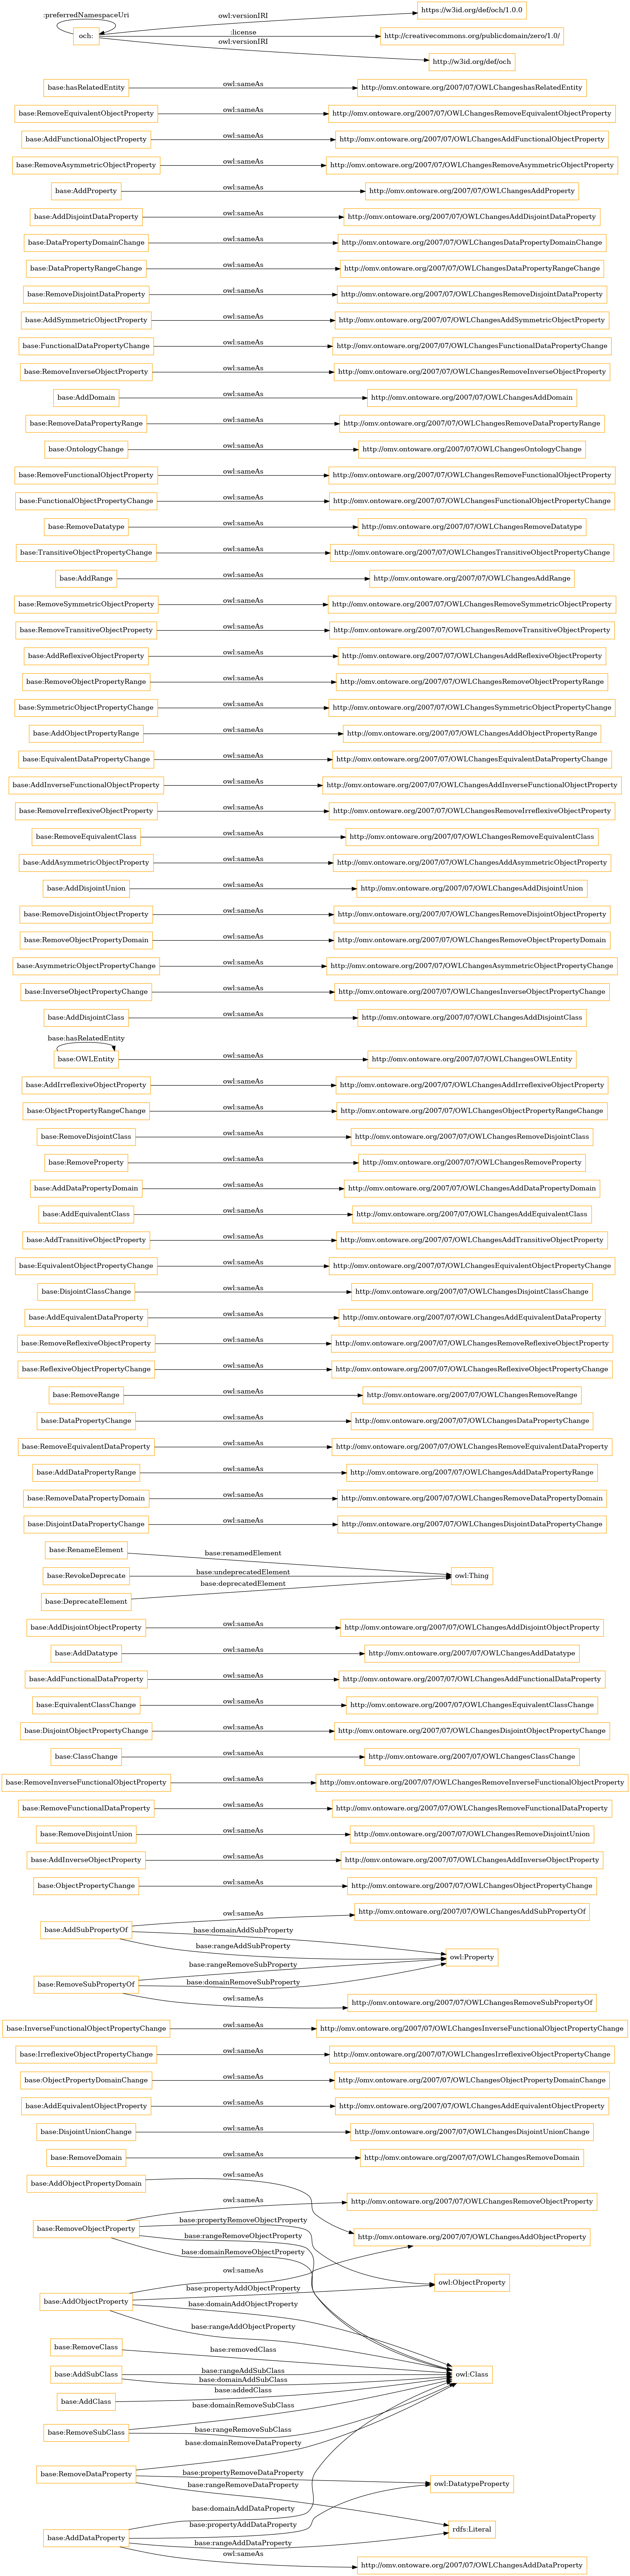 :preferredNamespaceUri
och:
owl:versionIRI
https://w3id.org/def/och/1.0.0
:license
http://creativecommons.org/publicdomain/zero/1.0/
owl:versionIRI
http://w3id.org/def/och
base:hasRelatedEntity owl:sameAs http://omv.ontoware.org/2007/07/OWLChangeshasRelatedEntity
base:RemoveEquivalentObjectProperty owl:sameAs http://omv.ontoware.org/2007/07/OWLChangesRemoveEquivalentObjectProperty
base:AddFunctionalObjectProperty owl:sameAs http://omv.ontoware.org/2007/07/OWLChangesAddFunctionalObjectProperty
base:RemoveAsymmetricObjectProperty owl:sameAs http://omv.ontoware.org/2007/07/OWLChangesRemoveAsymmetricObjectProperty
base:AddProperty owl:sameAs http://omv.ontoware.org/2007/07/OWLChangesAddProperty
base:AddDisjointDataProperty owl:sameAs http://omv.ontoware.org/2007/07/OWLChangesAddDisjointDataProperty
base:DataPropertyDomainChange owl:sameAs http://omv.ontoware.org/2007/07/OWLChangesDataPropertyDomainChange
base:DataPropertyRangeChange owl:sameAs http://omv.ontoware.org/2007/07/OWLChangesDataPropertyRangeChange
base:RemoveDisjointDataProperty owl:sameAs http://omv.ontoware.org/2007/07/OWLChangesRemoveDisjointDataProperty
base:AddSymmetricObjectProperty owl:sameAs http://omv.ontoware.org/2007/07/OWLChangesAddSymmetricObjectProperty
base:FunctionalDataPropertyChange owl:sameAs http://omv.ontoware.org/2007/07/OWLChangesFunctionalDataPropertyChange
base:RemoveInverseObjectProperty owl:sameAs http://omv.ontoware.org/2007/07/OWLChangesRemoveInverseObjectProperty
base:AddDomain owl:sameAs http://omv.ontoware.org/2007/07/OWLChangesAddDomain
base:RemoveDataPropertyRange owl:sameAs http://omv.ontoware.org/2007/07/OWLChangesRemoveDataPropertyRange
base:OntologyChange owl:sameAs http://omv.ontoware.org/2007/07/OWLChangesOntologyChange
base:RemoveFunctionalObjectProperty owl:sameAs http://omv.ontoware.org/2007/07/OWLChangesRemoveFunctionalObjectProperty
base:FunctionalObjectPropertyChange owl:sameAs http://omv.ontoware.org/2007/07/OWLChangesFunctionalObjectPropertyChange
base:RemoveDatatype owl:sameAs http://omv.ontoware.org/2007/07/OWLChangesRemoveDatatype
base:TransitiveObjectPropertyChange owl:sameAs http://omv.ontoware.org/2007/07/OWLChangesTransitiveObjectPropertyChange
base:AddRange owl:sameAs http://omv.ontoware.org/2007/07/OWLChangesAddRange
base:RemoveSymmetricObjectProperty owl:sameAs http://omv.ontoware.org/2007/07/OWLChangesRemoveSymmetricObjectProperty
base:RemoveTransitiveObjectProperty owl:sameAs http://omv.ontoware.org/2007/07/OWLChangesRemoveTransitiveObjectProperty
base:AddReflexiveObjectProperty owl:sameAs http://omv.ontoware.org/2007/07/OWLChangesAddReflexiveObjectProperty
base:RemoveObjectPropertyRange owl:sameAs http://omv.ontoware.org/2007/07/OWLChangesRemoveObjectPropertyRange
base:SymmetricObjectPropertyChange owl:sameAs http://omv.ontoware.org/2007/07/OWLChangesSymmetricObjectPropertyChange
base:AddObjectPropertyRange owl:sameAs http://omv.ontoware.org/2007/07/OWLChangesAddObjectPropertyRange
base:EquivalentDataPropertyChange owl:sameAs http://omv.ontoware.org/2007/07/OWLChangesEquivalentDataPropertyChange
base:AddInverseFunctionalObjectProperty owl:sameAs http://omv.ontoware.org/2007/07/OWLChangesAddInverseFunctionalObjectProperty
base:RemoveIrreflexiveObjectProperty owl:sameAs http://omv.ontoware.org/2007/07/OWLChangesRemoveIrreflexiveObjectProperty
base:RemoveEquivalentClass owl:sameAs http://omv.ontoware.org/2007/07/OWLChangesRemoveEquivalentClass
base:AddAsymmetricObjectProperty owl:sameAs http://omv.ontoware.org/2007/07/OWLChangesAddAsymmetricObjectProperty
base:AddDisjointUnion owl:sameAs http://omv.ontoware.org/2007/07/OWLChangesAddDisjointUnion
base:RemoveDisjointObjectProperty owl:sameAs http://omv.ontoware.org/2007/07/OWLChangesRemoveDisjointObjectProperty
base:RemoveObjectPropertyDomain owl:sameAs http://omv.ontoware.org/2007/07/OWLChangesRemoveObjectPropertyDomain
base:AsymmetricObjectPropertyChange owl:sameAs http://omv.ontoware.org/2007/07/OWLChangesAsymmetricObjectPropertyChange
base:InverseObjectPropertyChange owl:sameAs http://omv.ontoware.org/2007/07/OWLChangesInverseObjectPropertyChange
base:AddDisjointClass owl:sameAs http://omv.ontoware.org/2007/07/OWLChangesAddDisjointClass
base:hasRelatedEntity
base:OWLEntity owl:sameAs http://omv.ontoware.org/2007/07/OWLChangesOWLEntity
base:AddIrreflexiveObjectProperty owl:sameAs http://omv.ontoware.org/2007/07/OWLChangesAddIrreflexiveObjectProperty
base:ObjectPropertyRangeChange owl:sameAs http://omv.ontoware.org/2007/07/OWLChangesObjectPropertyRangeChange
base:RemoveDisjointClass owl:sameAs http://omv.ontoware.org/2007/07/OWLChangesRemoveDisjointClass
base:RemoveProperty owl:sameAs http://omv.ontoware.org/2007/07/OWLChangesRemoveProperty
base:AddDataPropertyDomain owl:sameAs http://omv.ontoware.org/2007/07/OWLChangesAddDataPropertyDomain
base:AddEquivalentClass owl:sameAs http://omv.ontoware.org/2007/07/OWLChangesAddEquivalentClass
base:AddTransitiveObjectProperty owl:sameAs http://omv.ontoware.org/2007/07/OWLChangesAddTransitiveObjectProperty
base:EquivalentObjectPropertyChange owl:sameAs http://omv.ontoware.org/2007/07/OWLChangesEquivalentObjectPropertyChange
base:DisjointClassChange owl:sameAs http://omv.ontoware.org/2007/07/OWLChangesDisjointClassChange
base:AddEquivalentDataProperty owl:sameAs http://omv.ontoware.org/2007/07/OWLChangesAddEquivalentDataProperty
base:RemoveReflexiveObjectProperty owl:sameAs http://omv.ontoware.org/2007/07/OWLChangesRemoveReflexiveObjectProperty
base:ReflexiveObjectPropertyChange owl:sameAs http://omv.ontoware.org/2007/07/OWLChangesReflexiveObjectPropertyChange
base:RemoveRange owl:sameAs http://omv.ontoware.org/2007/07/OWLChangesRemoveRange
base:DataPropertyChange owl:sameAs http://omv.ontoware.org/2007/07/OWLChangesDataPropertyChange
base:RemoveEquivalentDataProperty owl:sameAs http://omv.ontoware.org/2007/07/OWLChangesRemoveEquivalentDataProperty
base:AddDataPropertyRange owl:sameAs http://omv.ontoware.org/2007/07/OWLChangesAddDataPropertyRange
base:RemoveDataPropertyDomain owl:sameAs http://omv.ontoware.org/2007/07/OWLChangesRemoveDataPropertyDomain
base:DisjointDataPropertyChange owl:sameAs http://omv.ontoware.org/2007/07/OWLChangesDisjointDataPropertyChange
base:RenameElement base:renamedElement
base:RevokeDeprecate base:undeprecatedElement owl:Thing
base:DeprecateElement base:deprecatedElement
base:AddDisjointObjectProperty owl:sameAs http://omv.ontoware.org/2007/07/OWLChangesAddDisjointObjectProperty
base:AddDatatype owl:sameAs http://omv.ontoware.org/2007/07/OWLChangesAddDatatype
base:AddFunctionalDataProperty owl:sameAs http://omv.ontoware.org/2007/07/OWLChangesAddFunctionalDataProperty
base:EquivalentClassChange owl:sameAs http://omv.ontoware.org/2007/07/OWLChangesEquivalentClassChange
base:DisjointObjectPropertyChange owl:sameAs http://omv.ontoware.org/2007/07/OWLChangesDisjointObjectPropertyChange
base:ClassChange owl:sameAs http://omv.ontoware.org/2007/07/OWLChangesClassChange
base:RemoveInverseFunctionalObjectProperty owl:sameAs http://omv.ontoware.org/2007/07/OWLChangesRemoveInverseFunctionalObjectProperty
base:RemoveFunctionalDataProperty owl:sameAs http://omv.ontoware.org/2007/07/OWLChangesRemoveFunctionalDataProperty
base:RemoveDisjointUnion owl:sameAs http://omv.ontoware.org/2007/07/OWLChangesRemoveDisjointUnion
base:AddInverseObjectProperty owl:sameAs http://omv.ontoware.org/2007/07/OWLChangesAddInverseObjectProperty
base:ObjectPropertyChange owl:sameAs http://omv.ontoware.org/2007/07/OWLChangesObjectPropertyChange
owl:sameAs http://omv.ontoware.org/2007/07/OWLChangesAddSubPropertyOf
base:AddSubPropertyOf base:domainAddSubProperty
base:rangeAddSubProperty
owl:Property
base:rangeRemoveSubProperty
base:RemoveSubPropertyOf base:domainRemoveSubProperty
owl:sameAs http://omv.ontoware.org/2007/07/OWLChangesRemoveSubPropertyOf
base:InverseFunctionalObjectPropertyChange owl:sameAs http://omv.ontoware.org/2007/07/OWLChangesInverseFunctionalObjectPropertyChange
base:IrreflexiveObjectPropertyChange owl:sameAs http://omv.ontoware.org/2007/07/OWLChangesIrreflexiveObjectPropertyChange
base:ObjectPropertyDomainChange owl:sameAs http://omv.ontoware.org/2007/07/OWLChangesObjectPropertyDomainChange
base:AddEquivalentObjectProperty owl:sameAs http://omv.ontoware.org/2007/07/OWLChangesAddEquivalentObjectProperty
base:DisjointUnionChange owl:sameAs http://omv.ontoware.org/2007/07/OWLChangesDisjointUnionChange
base:RemoveDomain owl:sameAs http://omv.ontoware.org/2007/07/OWLChangesRemoveDomain
base:AddObjectPropertyDomain owl:sameAs
owl:sameAs http://omv.ontoware.org/2007/07/OWLChangesRemoveObjectProperty
base:RemoveObjectProperty base:propertyRemoveObjectProperty
base:rangeRemoveObjectProperty http://omv.ontoware.org/2007/07/OWLChangesAddObjectProperty
base:domainRemoveObjectProperty
owl:sameAs
base:propertyAddObjectProperty owl:ObjectProperty
base:AddObjectProperty base:domainAddObjectProperty
base:rangeAddObjectProperty
base:RemoveClass base:removedClass
base:AddSubClass base:rangeAddSubClass owl:Class
base:domainAddSubClass
base:AddClass base:addedClass
base:domainRemoveSubClass
base:RemoveSubClass base:rangeRemoveSubClass
base:domainRemoveDataProperty
base:RemoveDataProperty base:propertyRemoveDataProperty
base:rangeRemoveDataProperty owl:DatatypeProperty
base:domainAddDataProperty
base:propertyAddDataProperty rdfs:Literal
base:AddDataProperty base:rangeAddDataProperty
owl:sameAs http://omv.ontoware.org/2007/07/OWLChangesAddDataProperty